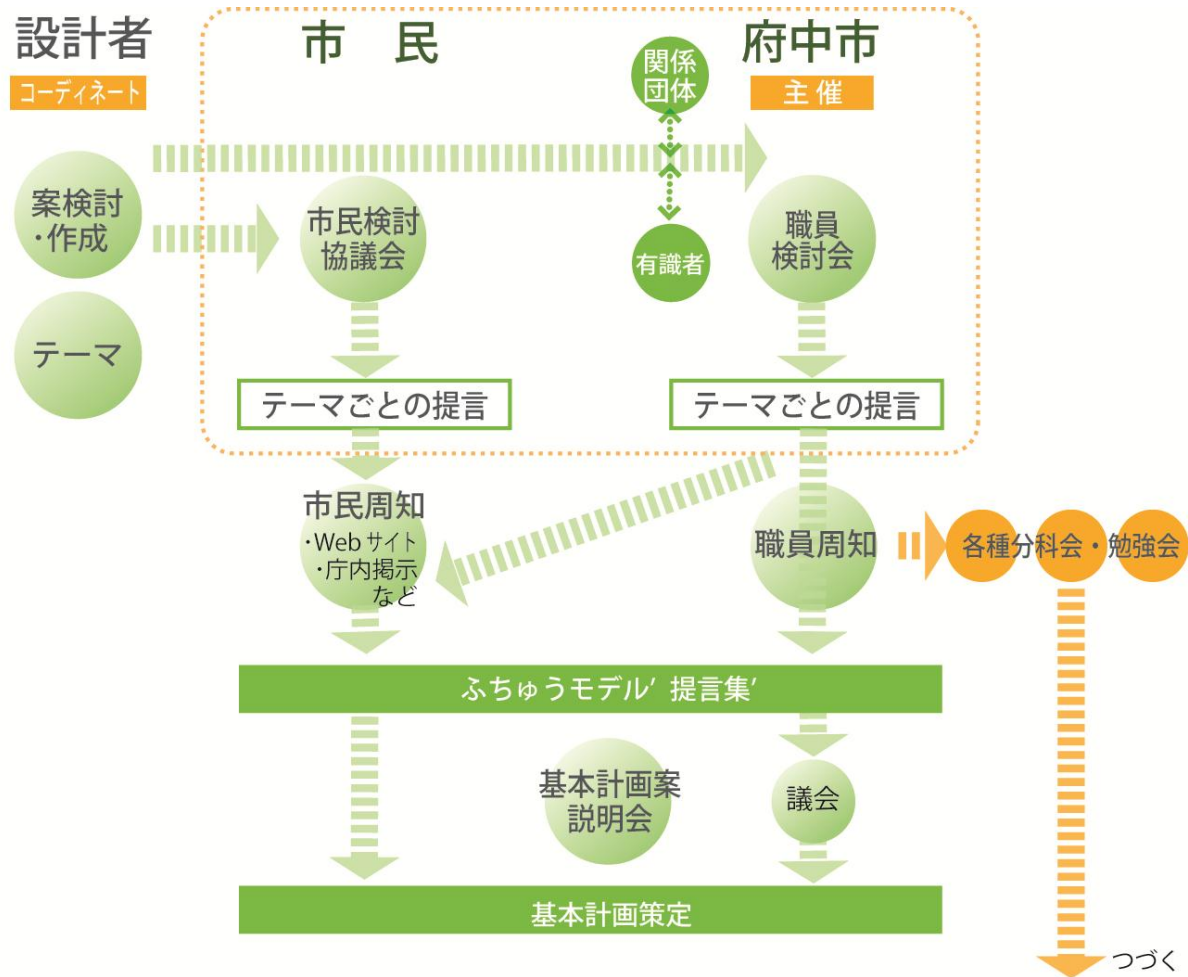 設計者
コーディネート
市 民
関係
団体
府中市
主 催
案検討
・作成
テーマ
市民検討
協議会
有識者
職員
検討会
テーマごとの提言
テーマごとの提言
市民周知
・Web サイト
・庁内掲示
など
職員周知
各種分科会・勉強会
ふちゅうモデル’ 提言集’
基本計画案
説明会
議会
基本計画策定
つづく